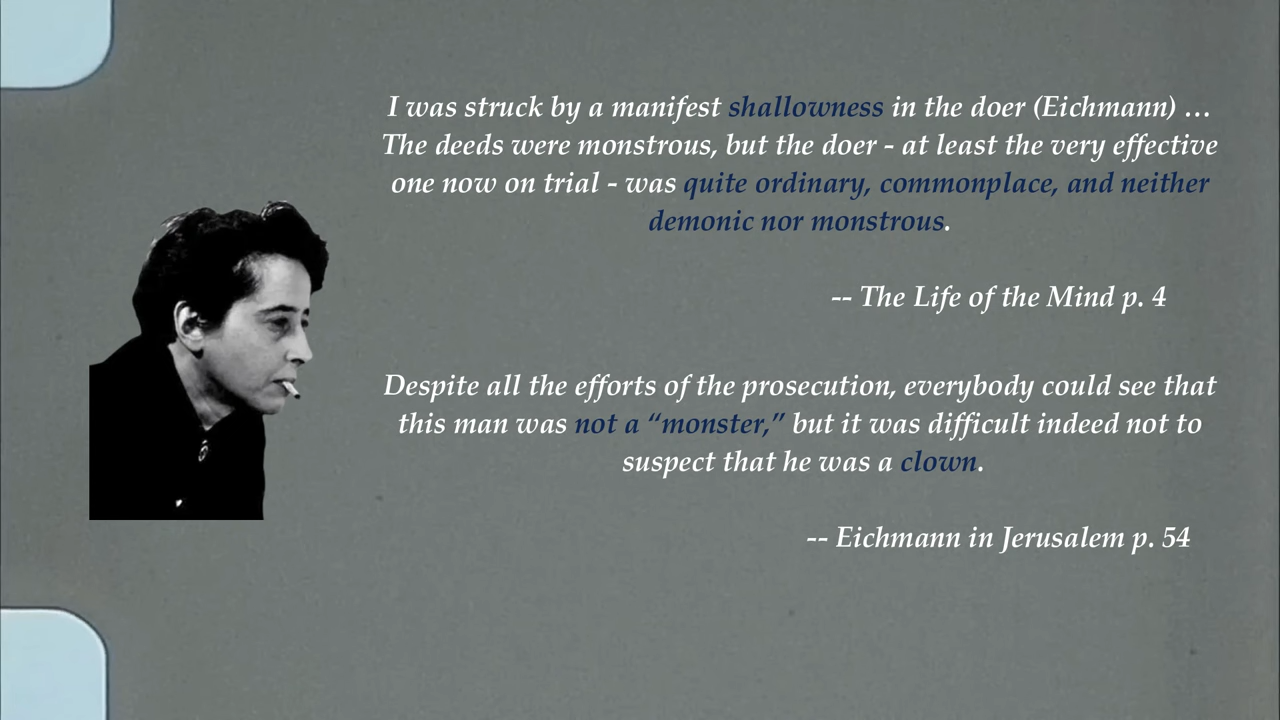 I was struck by a manifest shallowness in the doer (Eichmann) …
The deeds were monstrous, but the doer - at least the very effective
one now on trial - was quite ordinary, commonplace, and neither
demonic nor monstrous.
-- The Life of the Mind p. 4
Despite all the efforts of the prosecution, everybody could see that
this man was not a “monster,” but it was difficult indeed not to
suspect that he was a clown.
-- Eichmann in Jerusalem p. 54